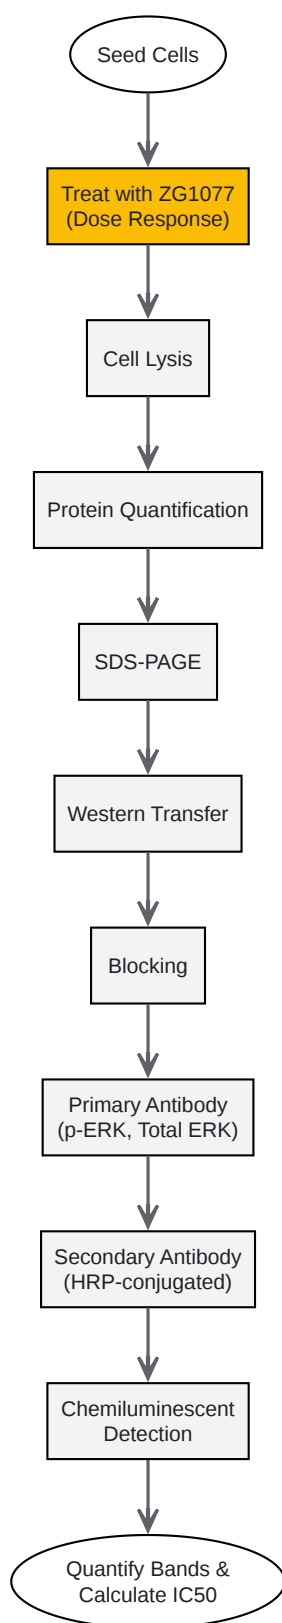 Seed Cells
Treat with ZG1077
(Dose Response)
Cell Lysis
Protein Quantification
SDS-PAGE
Western Transfer
Blocking
Primary Antibody
(p-ERK, Total ERK)
Secondary Antibody
(HRP-conjugated)
Chemiluminescent
Detection
Quantify Bands &
Calculate IC50